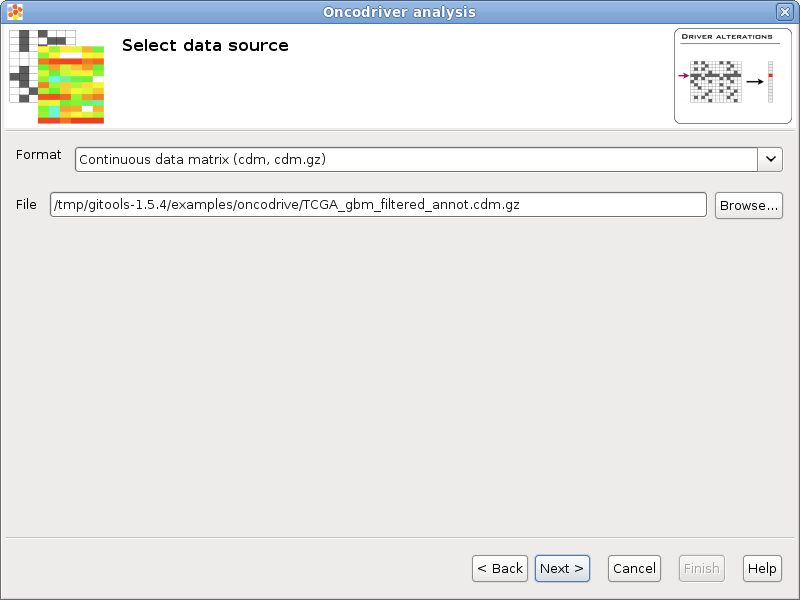 Oncodriver analysis
Select data source
DRIVER ALTERATIONS
Format Continuous data matrix (cdm, cdm.gz)
File /tmp/gitools-1.5.4/examples/oncodrive/TCGA_gbm_filtered_annot.cdm.gz Browse...
< Back Next > Cancel Finish Help